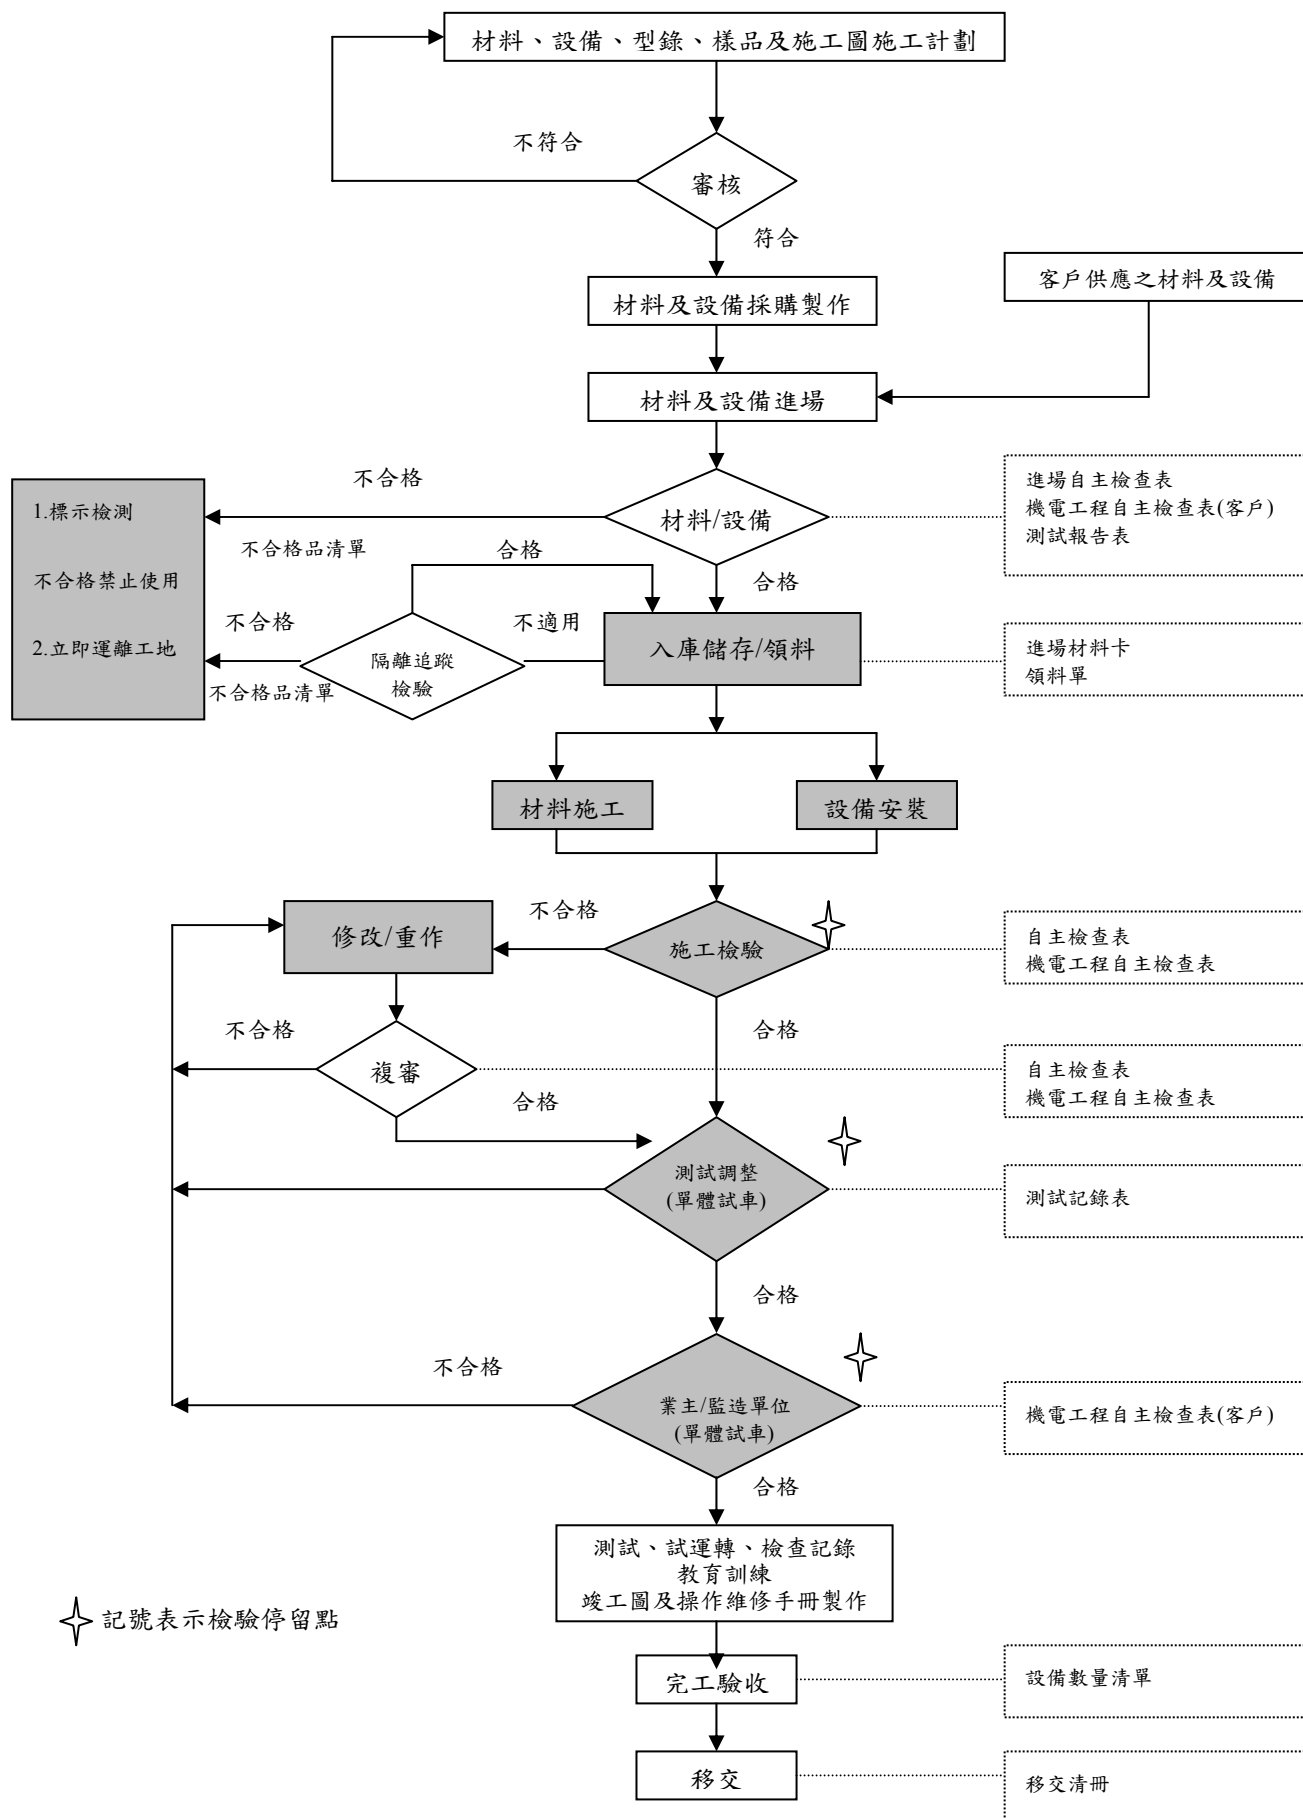 材料、設備、型錄、樣品及施工圖施工計劃
不符合
審核
符合
客戶供應之材料及設備
材料及設備採購製作
材料及設備進場
不合格
進場自主檢查表
機電工程自主檢查表(客戶)
測試報告表
1.標示檢測
材料/設備
不合格品清單
合格
合格
不合格禁止使用
不合格
不適用
2.立即運離工地
隔離追蹤
檢驗
入庫儲存/領料
進場材料卡
領料單
不合格品清單
材料施工
設備安裝
不合格
修改/重作
施工檢驗
自主檢查表
機電工程自主檢查表
不合格
合格
複審
自主檢查表
機電工程自主檢查表
合格
測試調整
(單體試車)
測試記錄表
合格
不合格
業主/監造單位
(單體試車)
機電工程自主檢查表(客戶)
合格
測試、試運轉、檢查記錄
教育訓練
竣工圖及操作維修手冊製作
記號表示檢驗停留點
完工驗收
設備數量清單
移交
移交清冊